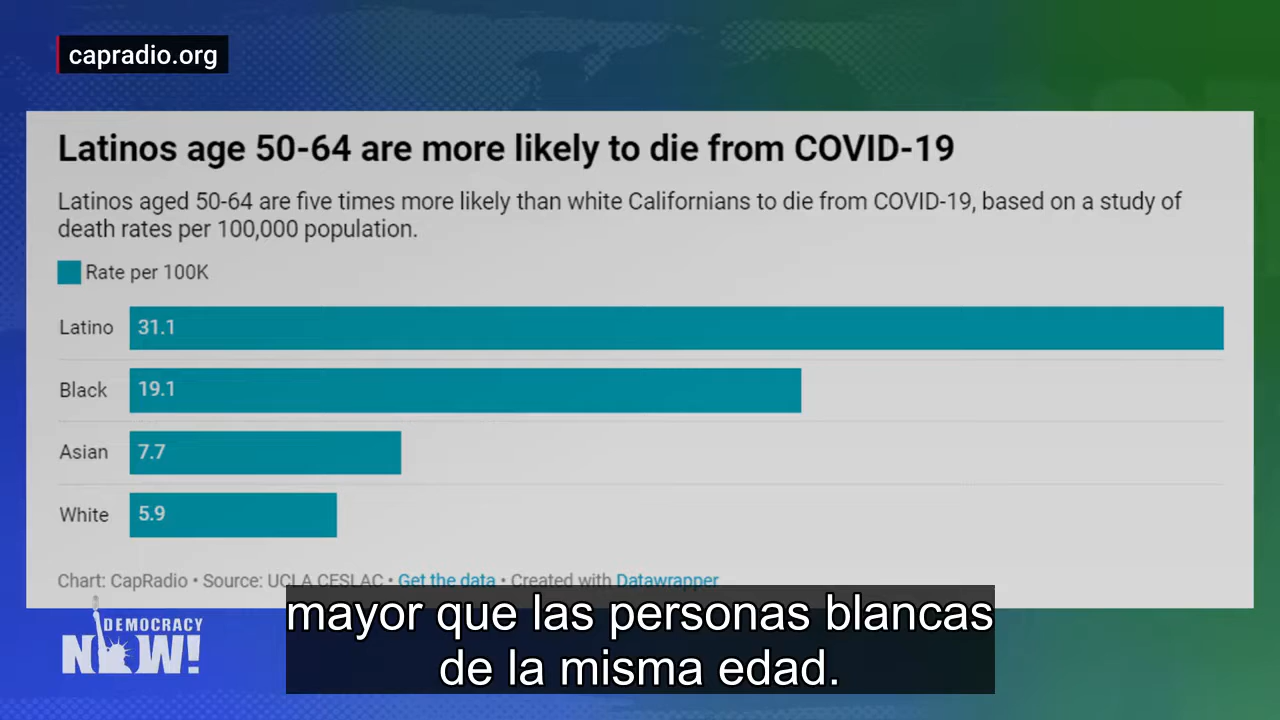 capradio.org
Latinos age 50-64 are more likely to die from COVID-19
Latinos aged 50-64 are five times more likely than white Californians to die from COVID-19, based on a study of
death rates per 100,000 population.
Rate per 100K
Latino 31.1
Black 19.1
Asian 7.7
White 5.9
Chart: CapRadio • Source: UCLA CESLAC • Get the data • Created with Datawrapper
DEMOCRACY
NOW!
mayor que las personas blancas
de la misma edad.